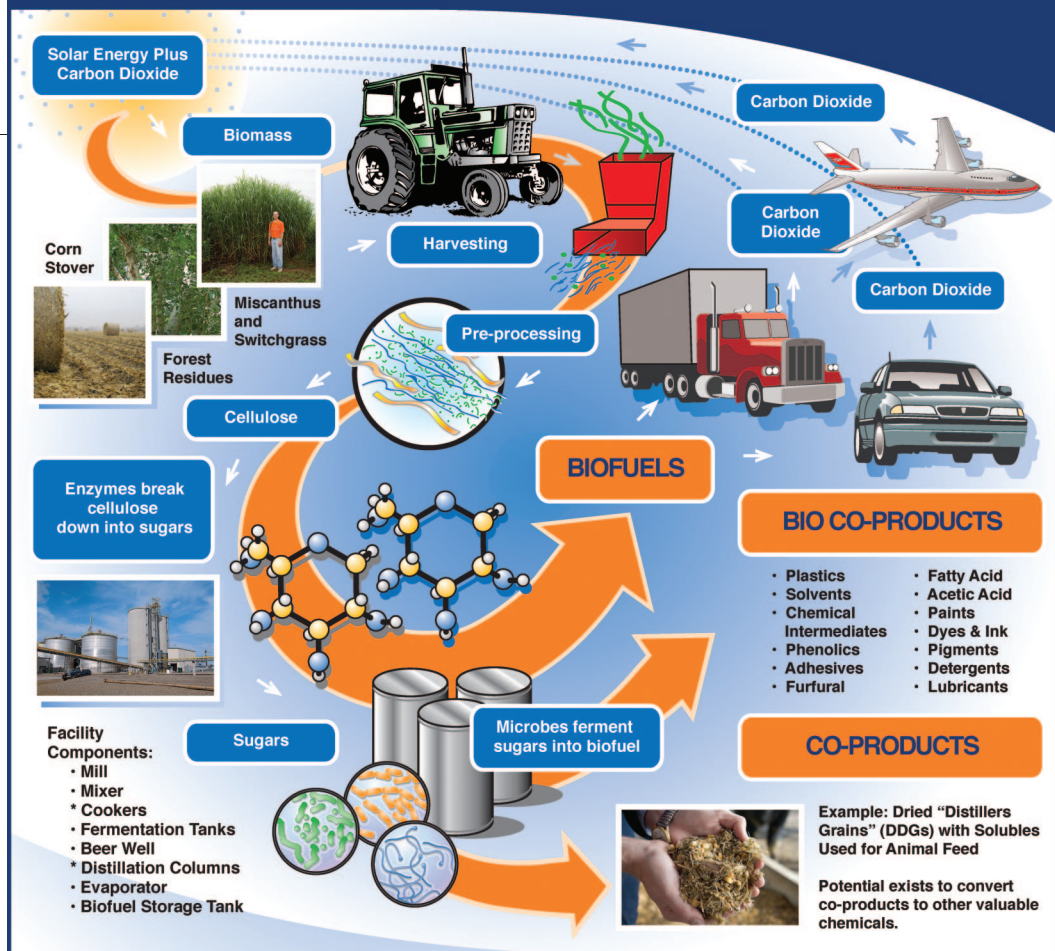 Solar Energy Plus
Carbon Dioxide
Biomass
Corn
Stover
Miscanthus
and
Switchgrass
Forest
Residues
Harvesting
Pre-processing
Cellulose
Enzymes break
cellulose
down into sugars
Sugars
Microbes ferment
sugars into biofuel
BIOFUELS
Carbon Dioxide
Carbon
Dioxide
Carbon Dioxide
BIO CO-PRODUCTS
· Plastics
· Solvents
· Chemical
Intermediates
· Phenolics
· Adhesives
· Furfural
· Fatty Acid
· Acetic Acid
· Paints
· Dyes & Ink
· Pigments
· Detergents
· Lubricants
CO-PRODUCTS
Example: Dried “Distillers
Grains” (DDGs) with Solubles
Used for Animal Feed
Potential exists to convert
co-products to other valuable
chemicals.
Facility
Components:
· Mill
· Mixer
* Cookers
· Fermentation Tanks
· Beer Well
* Distillation Columns
· Evaporator
· Biofuel Storage Tank